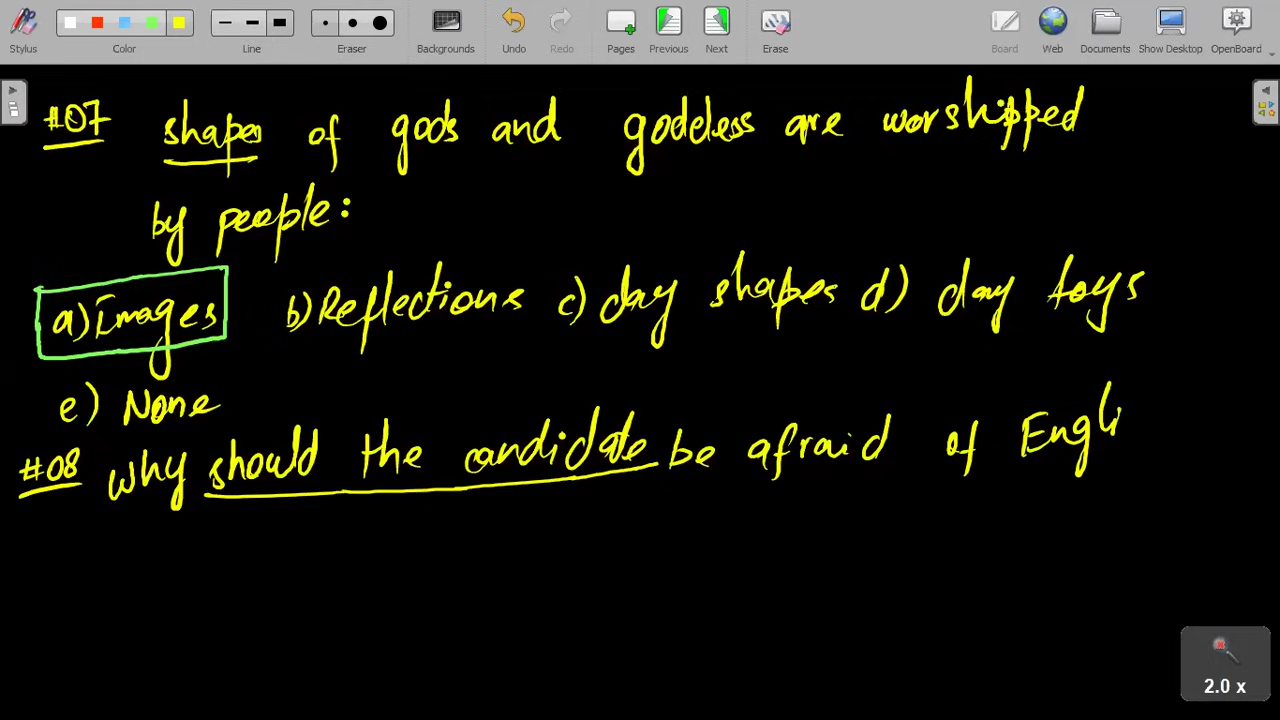 Stylus
Color
Line
Eraser
Backgrounds
Undo
Redo
Pages
Previous
Next
Erase
Board
Web
Documents
Show Desktop
OpenBoard
#07 shapes of gods and goddess are worshipped
by people:
a) Images b) Reflections c) clay shapes d) clay toys
e) None
#08 why should the candidate be afraid of Engli
2.0 x